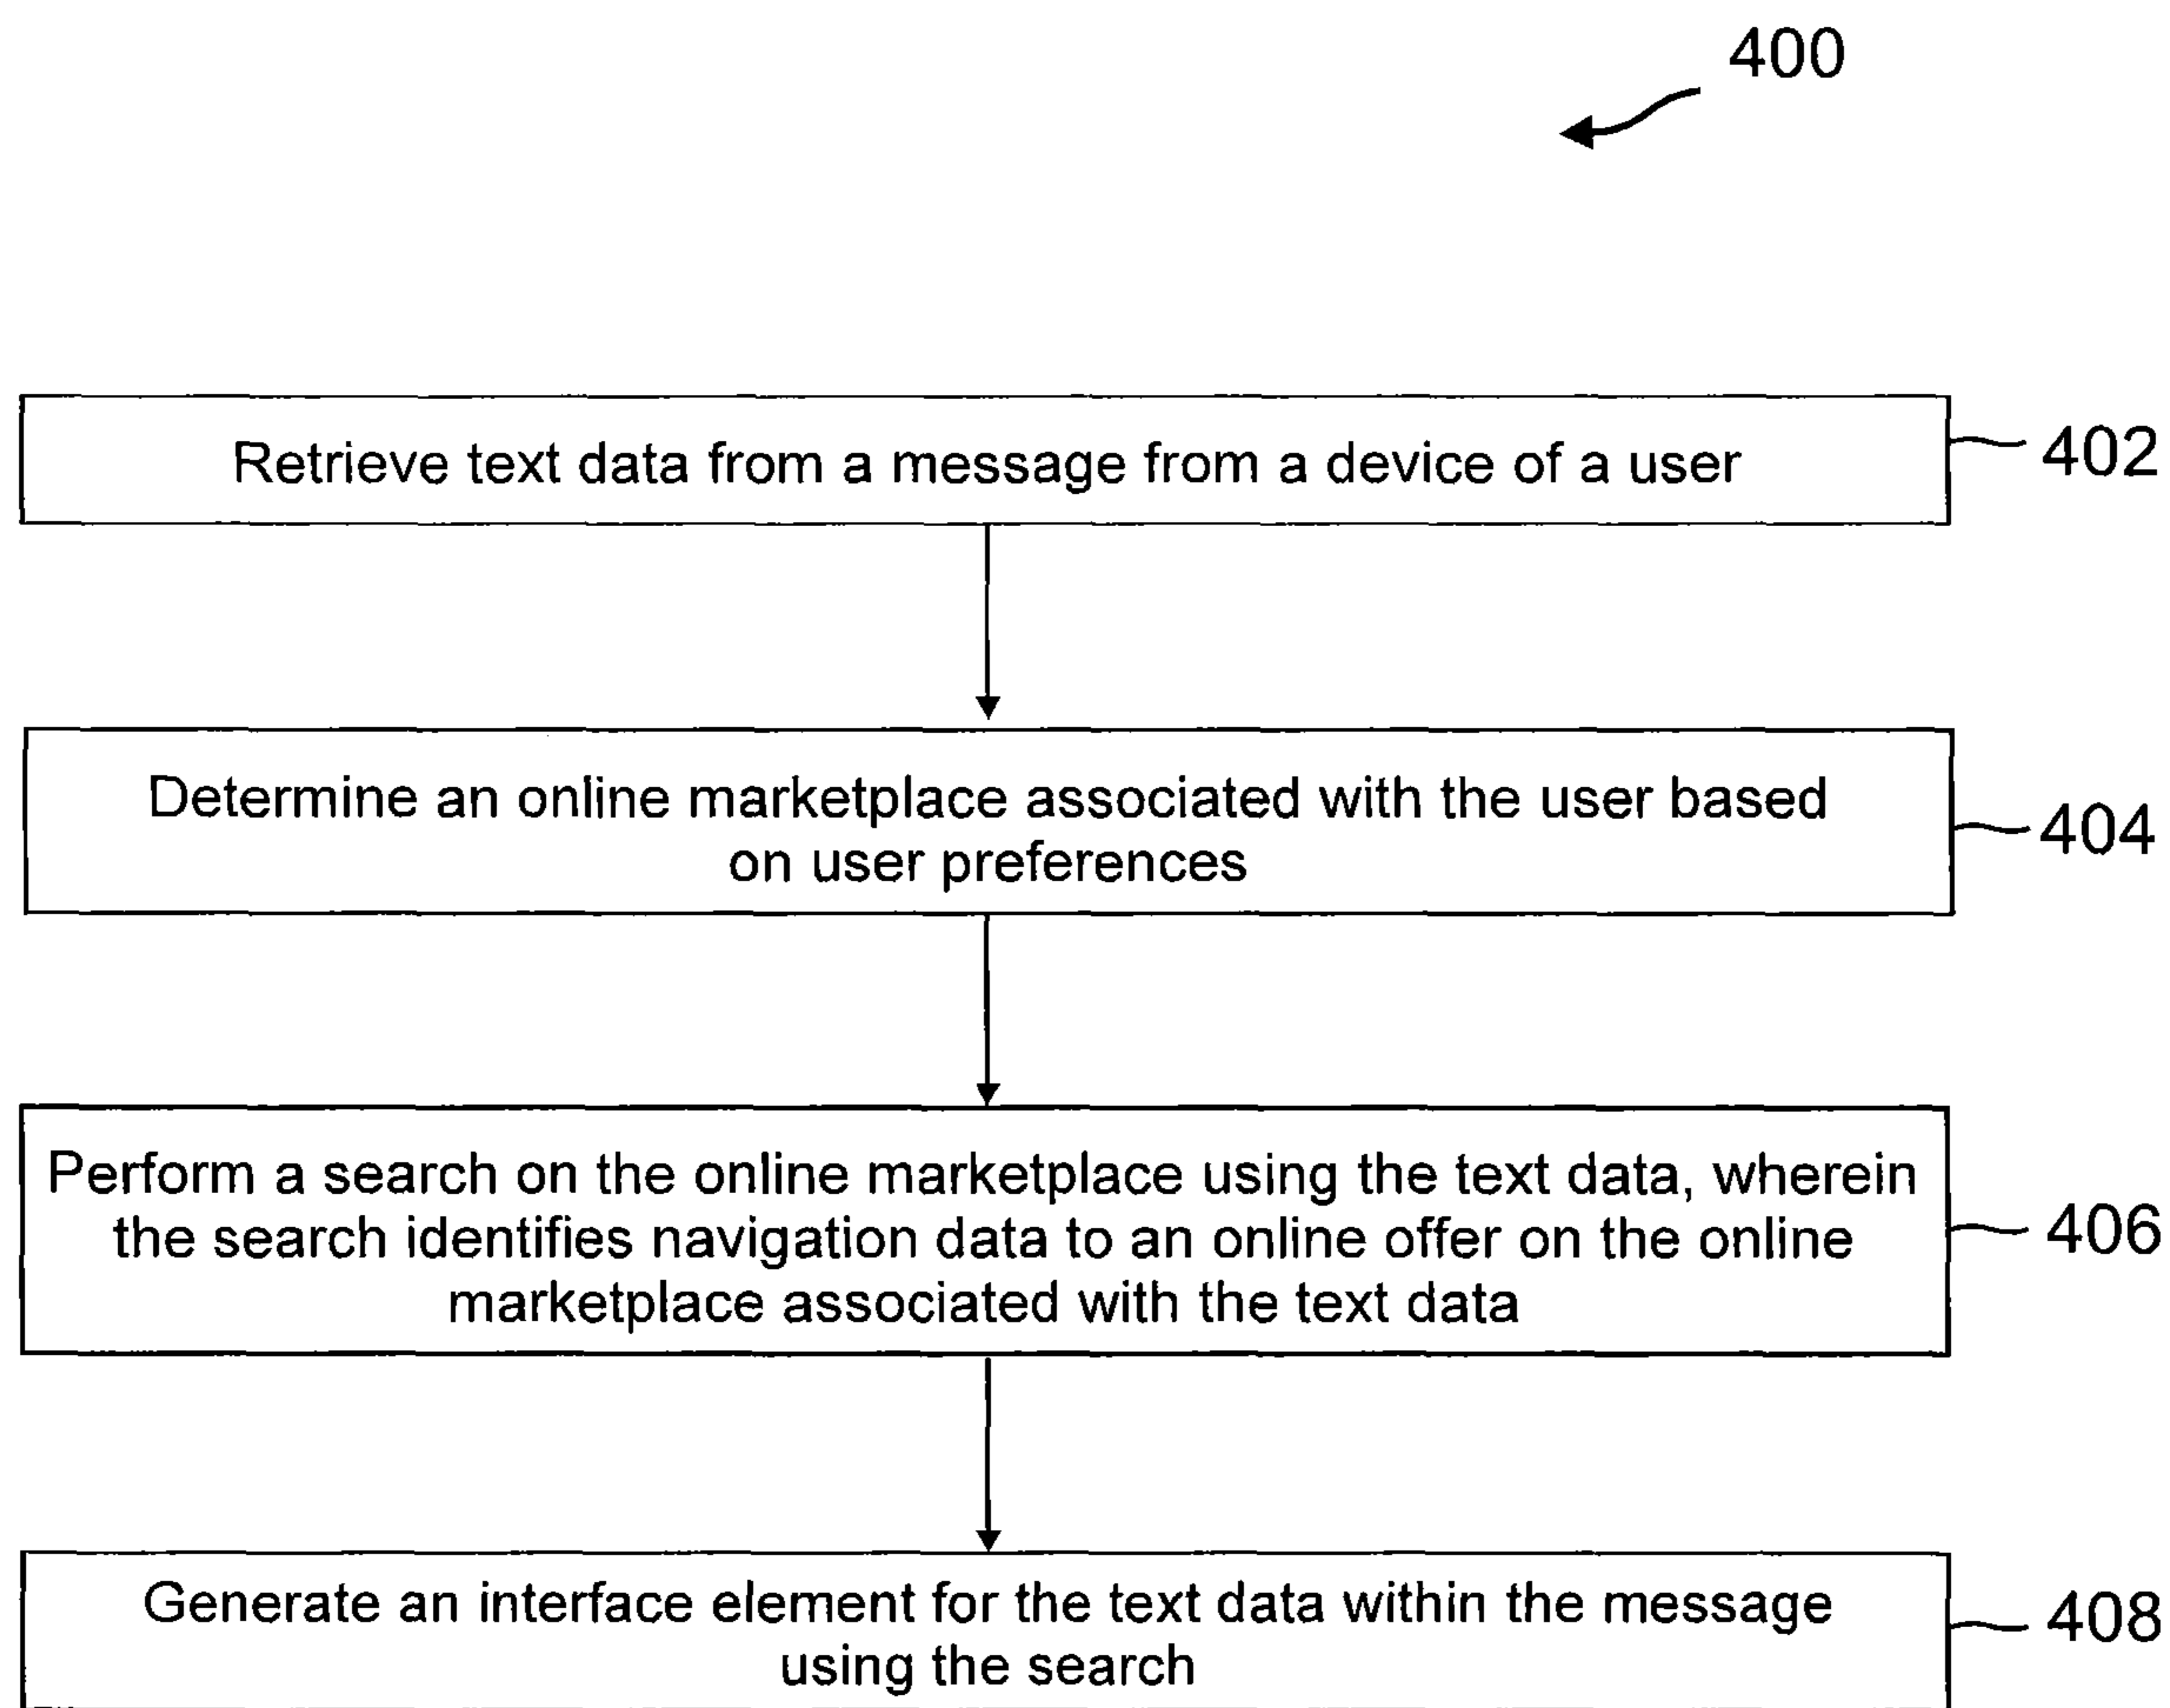 400
Retrieve text data from a message from a device of a user
402
Determine an online marketplace associated with the user based
on user preferences
404
Perform a search on the online marketplace using the text data, wherein
the search identifies navigation data to an online offer on the online
marketplace associated with the text data
406
Generate an interface element for the text data within the message
using the search
408